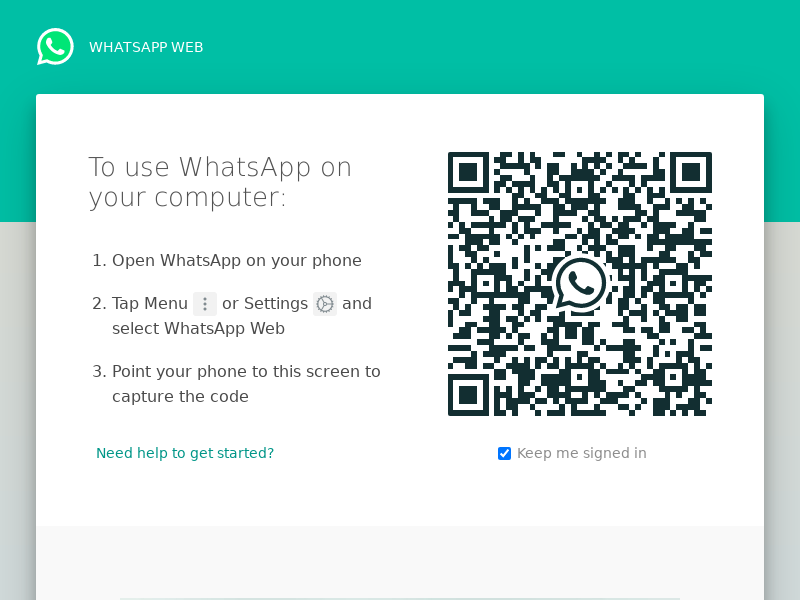 WHATSAPP WEB
To use WhatsApp on
your computer:
1. Open WhatsApp on your phone
2. Tap Menu or Settings and
select WhatsApp Web
3. Point your phone to this screen to
capture the code
Need help to get started?
Keep me signed in